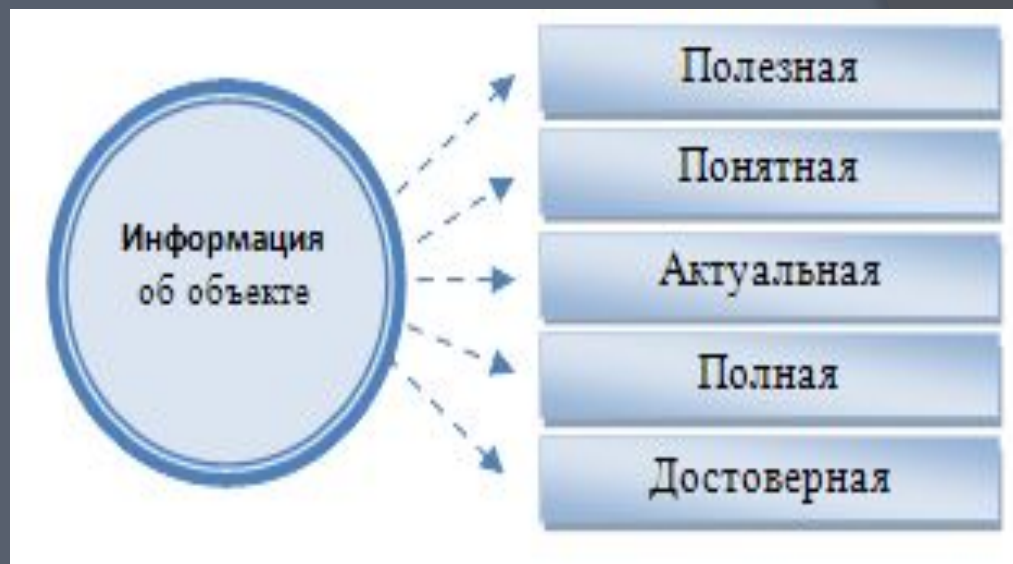 Информация
об объекте
Полезная
Понятная
Актуальная
Полная
Достоверная